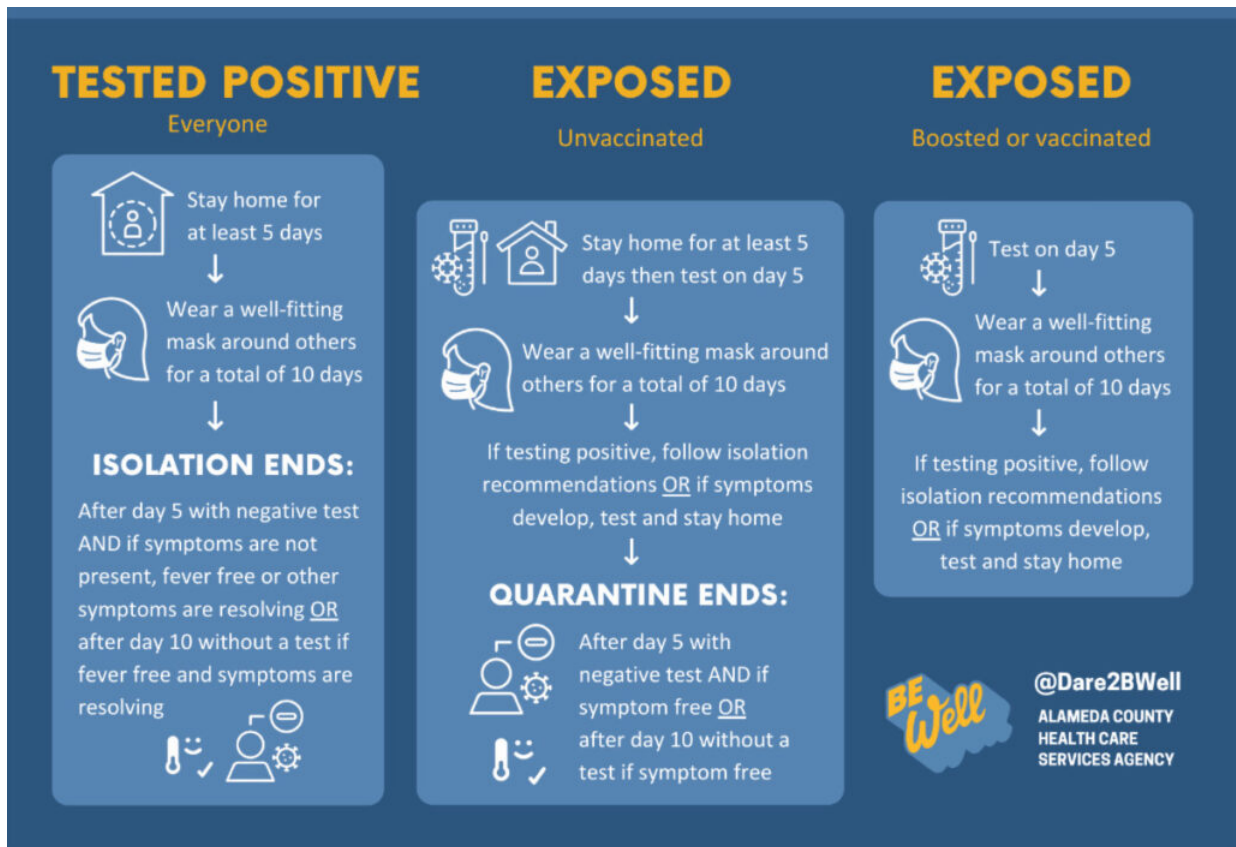 TESTED POSITIVE
Everyone
Stay home for
at least 5 days
Wear a well-fitting
mask around others
for a total of 10 days
ISOLATION ENDS:
After day 5 with negative test
AND if symptoms are not
present, fever free or other
symptoms are resolving OR
after day 10 without a test if
fever free and symptoms are
resolving
EXPOSED
Unvaccinated
Stay home for at least 5
days then test on day 5
Wear a well-fitting mask around
others for a total of 10 days
If testing positive, follow isolation
recommendations OR if symptoms
develop, test and stay home
QUARANTINE ENDS:
After day 5 with
negative test AND if
symptom free OR
after day 10 without a
test if symptom free
EXPOSED
Boosted or vaccinated
Test on day 5
Wear a well-fitting
mask around others
for a total of 10 days
If testing positive, follow
isolation recommendations
OR if symptoms develop,
test and stay home
BE
Well
@Dare2BWell
ALAMEDA COUNTY
HEALTH CARE
SERVICES AGENCY